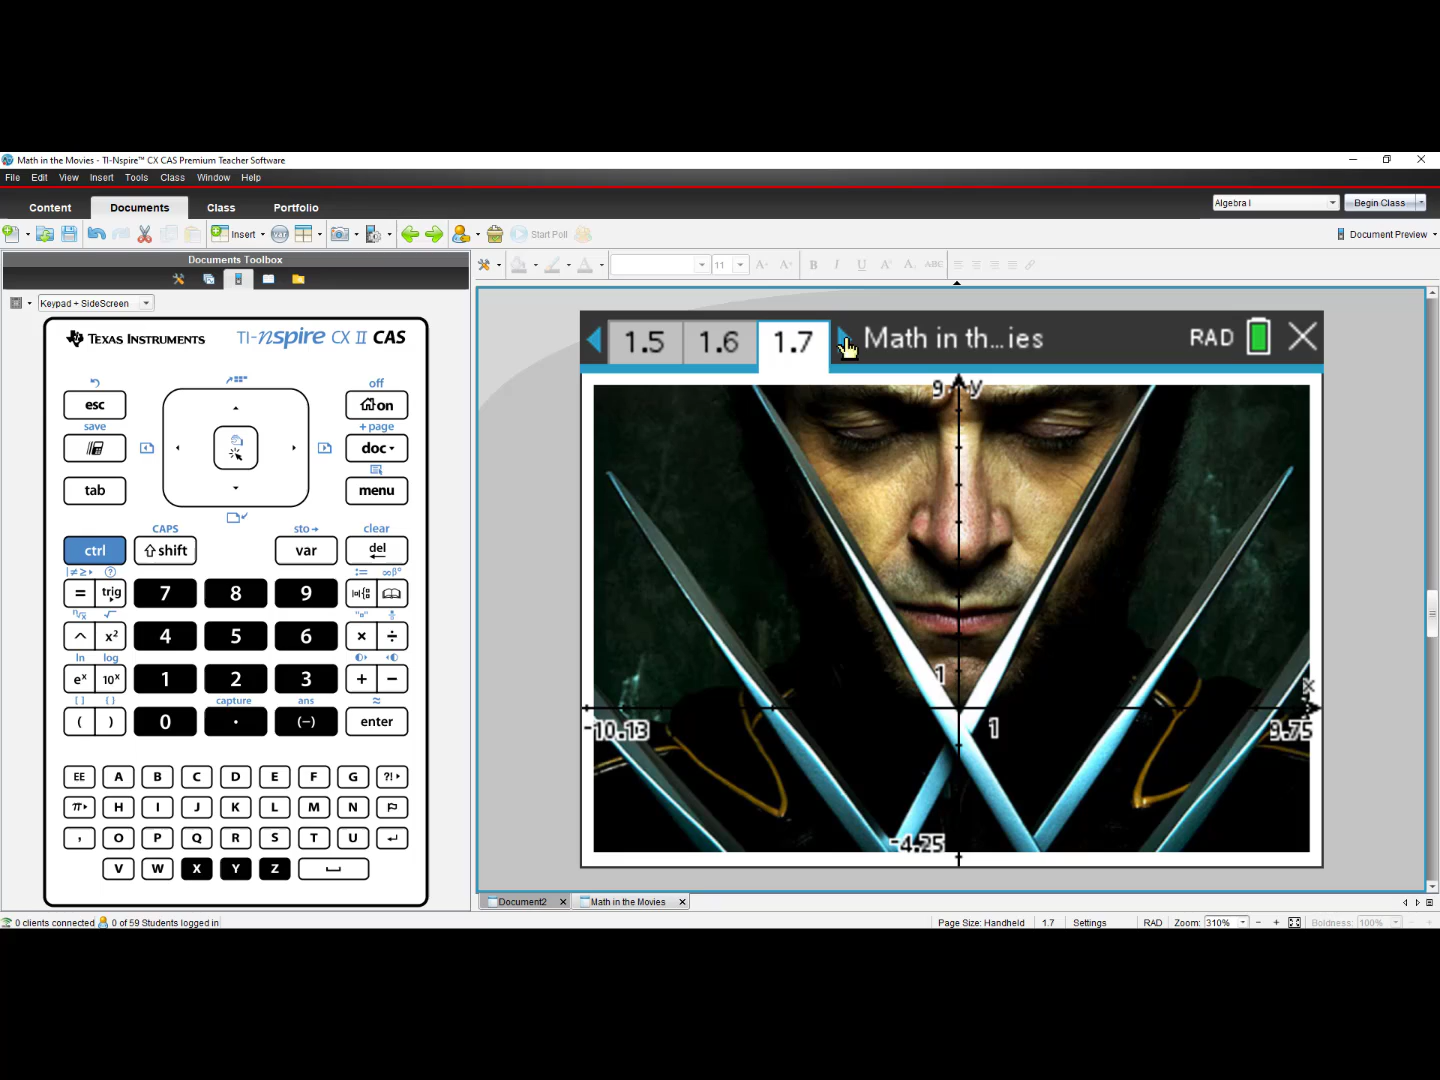 Math in the Movies - TI-Nspire™ CX CAS Premium Teacher Software
File Edit View Insert Tools Class Window Help
Content Documents Class Portfolio
Algebra I
Begin Class
Insert
Start Poll
Document Preview
Documents Toolbox
11
B I U A A ABC
Keypad + SideScreen
TEXAS INSTRUMENTS TI-nspire CX II CAS
off
esc
on
save
+ page
doc
tab
menu
CAPS sto→ clear
ctrl shift var del
= trig 7 8 9
^ x² 4 5 6 × ÷
ln log
eˣ 10ˣ 1 2 3 + −
[ ] { } capture ans ≈
( ) 0 . (−) enter
EE A B C D E F G ?!▸
π▸ H I J K L M N
, O P Q R S T U
V W X Y Z
1.5 1.6 1.7 Math in th...ies RAD
9 y
1
x
-10.13 1 9.75
-4.25
Document2 Math in the Movies
0 clients connected 0 of 59 Students logged in
Page Size: Handheld 1.7 Settings RAD Zoom: 310% − + Boldness: 100% − +